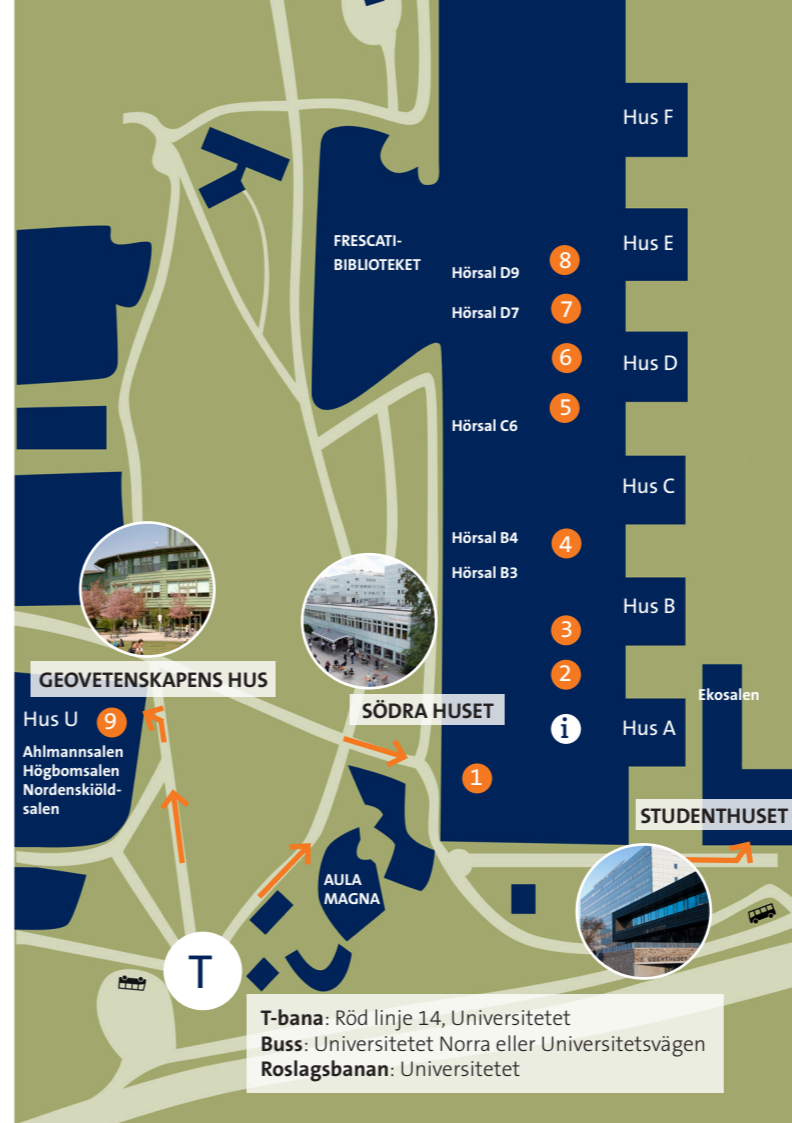 Hus F
FRESCATI-
BIBLIOTEKET
Hus E
8
Hörsal D9
7
Hörsal D7
6
Hus D
5
Hörsal C6
Hus C
Hörsal B4
4
Hörsal B3
Hus B
3
2
GEOVETENSKAPENS HUS
Hus U
9
Ahlmannsalen
Högbomsalen
Nordenskiöld-
salen
SÖDRA HUSET
i
Hus A
Ekosalen
1
STUDENTHUSET
AULA
MAGNA
T
T-bana: Röd linje 14, Universitetet
Buss: Universitetet Norra eller Universitetsvägen
Roslagsbanan: Universitetet